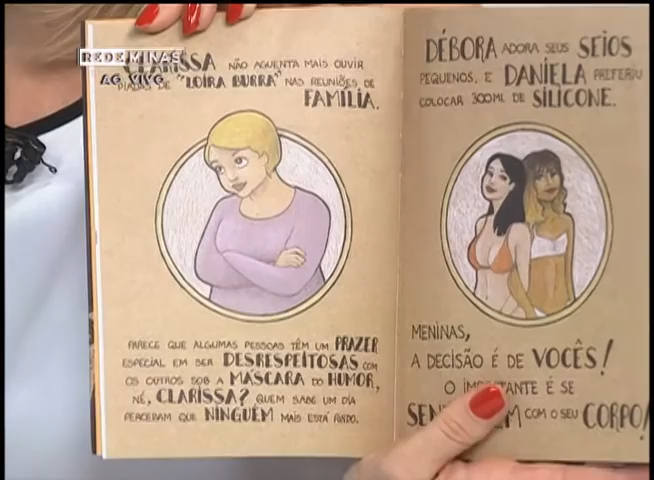 REDE MINAS
AO VIVO
CLARISSA NÃO AGUENTA MAIS OUVIR
PIADAS DE "LOIRA BURRA" NAS REUNIÕES DE
FAMÍLIA.
PARECE QUE ALGUMAS PESSOAS TÊM UM PRAZER
ESPECIAL EM SER DESRESPEITOSAS COM
OS OUTROS SOB A MÁSCARA DO HUMOR,
NÉ, CLARISSA? QUEM SABE UM DIA
PERCEBAM QUE NINGUÉM MAIS ESTÁ RINDO.
DÉBORA ADORA SEUS SEIOS
PEQUENOS, E DANIELA PREFERIU
COLOCAR 300ML DE SILICONE.
MENINAS,
A DECISÃO É DE VOCÊS!
O IMPORTANTE É SE
COM O SEU CORPO!